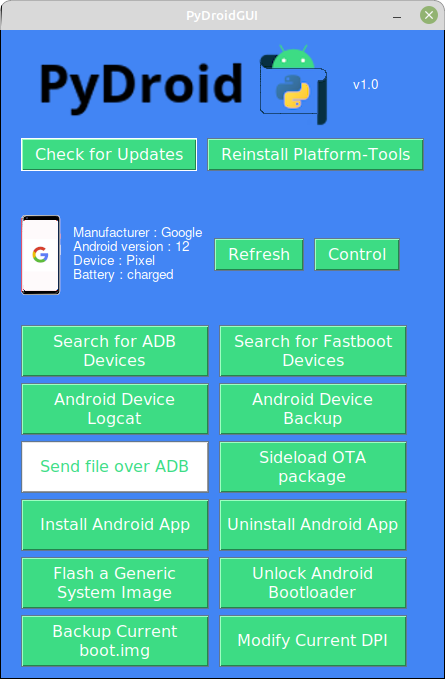 PyDroidGUI
PyDroid
v1.0
Check for Updates
Reinstall Platform-Tools
Manufacturer : Google
Android version : 12
Device : Pixel
Battery : charged
Refresh
Control
Search for ADB
Devices
Search for Fastboot
Devices
Android Device
Logcat
Android Device
Backup
Send file over ADB
Sideload OTA
package
Install Android App
Uninstall Android App
Flash a Generic
System Image
Unlock Android
Bootloader
Backup Current
boot.img
Modify Current DPI